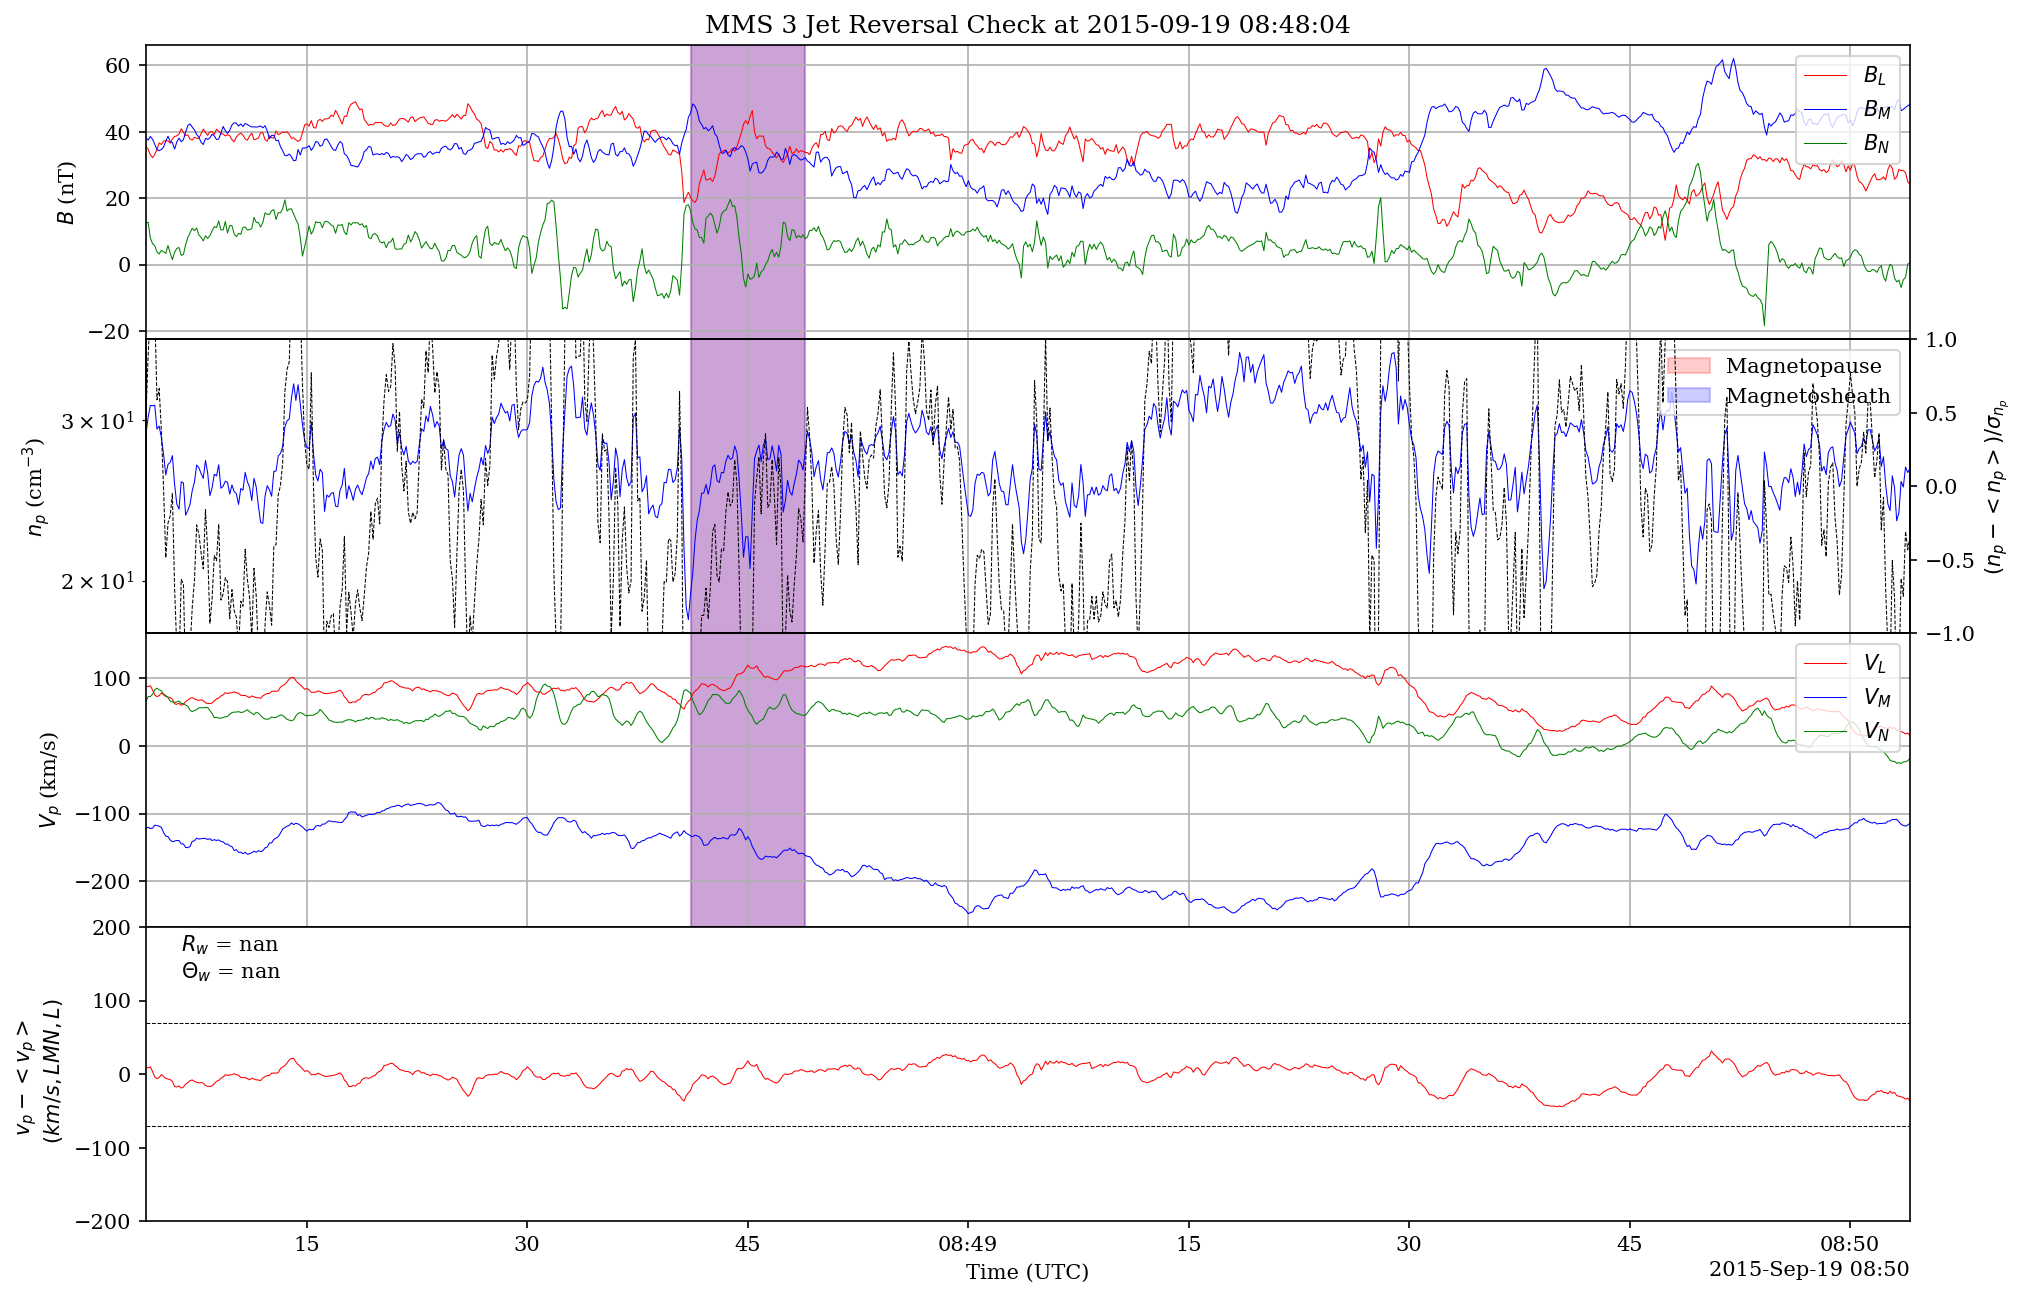 MMS 3 Jet Reversal Check at 2015-09-19 08:48:04
60
40
20
0
−20
B (nT)
B_L
B_M
B_N
3 × 10^1
2 × 10^1
n_p (cm^−3)
1.0
0.5
0.0
−0.5
−1.0
(n_p − < n_p >)/σ_{n_p}
Magnetopause
Magnetosheath
100
0
−100
−200
V_p (km/s)
V_L
V_M
V_N
200
100
0
−100
−200
v_p − < v_p >
(km/s, LMN, L)
R_w = nan
Θ_w = nan
15
30
45
08:49
15
30
45
08:50
Time (UTC)
2015-Sep-19 08:50